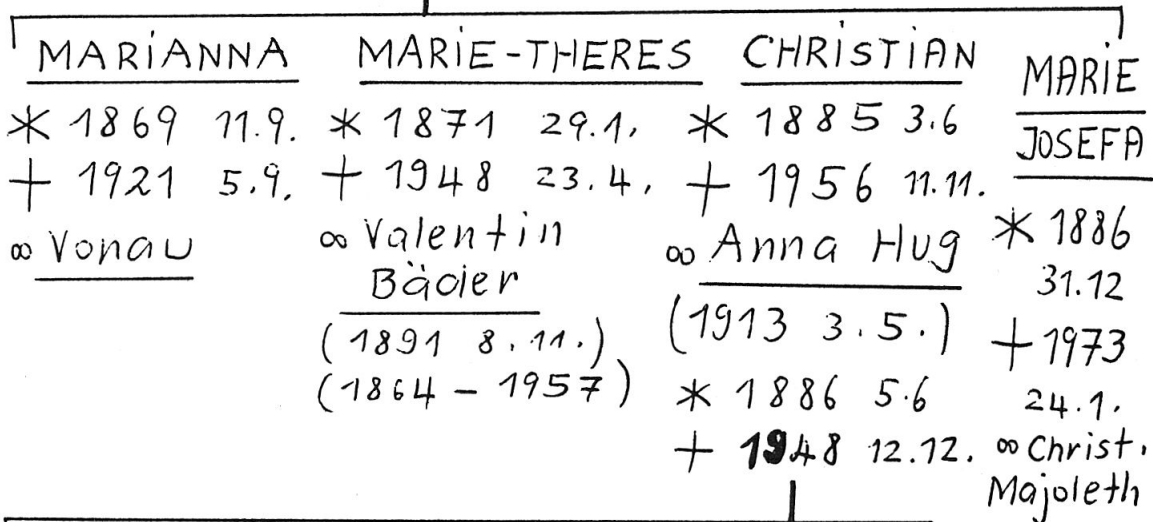 MARIANNA
* 1869 11.9.
+ 1921 5.9.
∞ Vonau
MARIE-THERES
* 1871 29.1.
+ 1948 23.4.
∞ Valentin
Bäder
(1891 8.11.)
(1864 - 1957)
CHRISTIAN
* 1885 3.6
+ 1956 11.11.
∞ Anna Hug
(1913 3.5.)
* 1886 5.6
+ 1948 12.12.
MARIE
JOSEFA
* 1886
31.12
+ 1973
24.1.
∞ Christ.
Majoleth